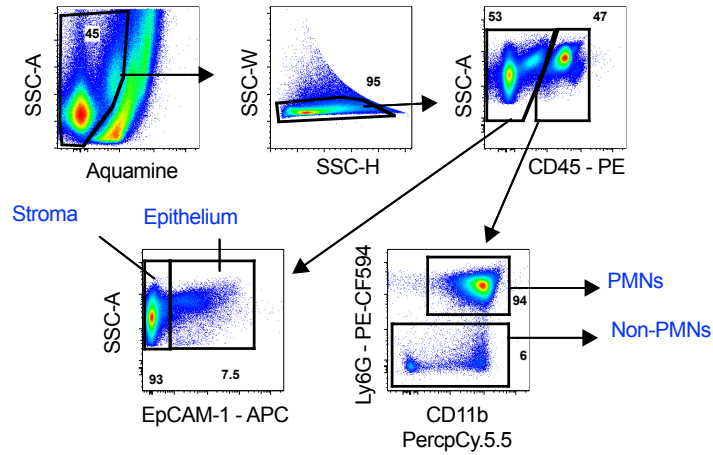 53
47
45
95
SSC-A
SSC-W
SSC-A
Aquamine
SSC-H
CD45 - PE
Stroma
Epithelium
SSC-A
Ly6G - PE-CF594
94
PMNs
Non-PMNs
6
93
7.5
EpCAM-1 - APC
CD11b
PercpCy.5.5